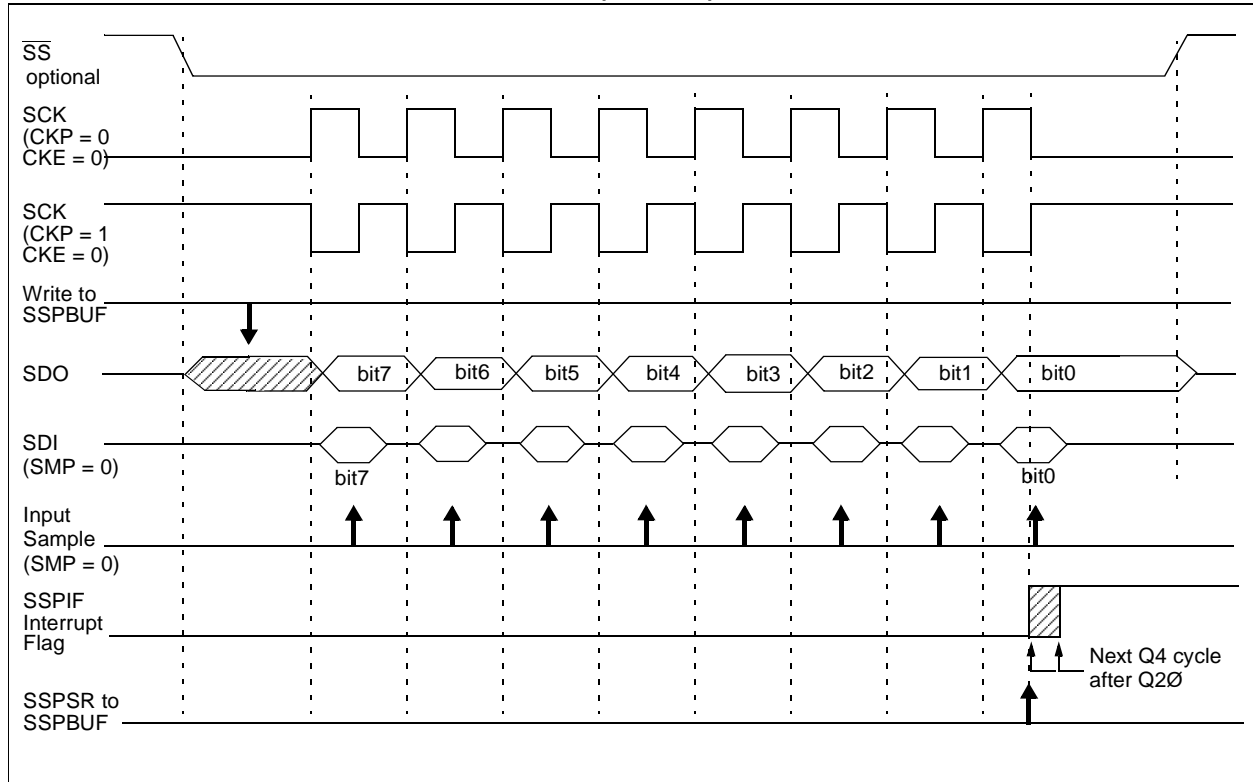 SS
optional
SCK
(CKP = 0
CKE = 0)
SCK
(CKP = 1
CKE = 0)
Write to
SSPBUF
SDO
bit7 bit6 bit5 bit4 bit3 bit2 bit1 bit0
SDI
(SMP = 0)
bit7 bit0
Input
Sample
(SMP = 0)
SSPIF
Interrupt
Flag
Next Q4 cycle
after Q2Ø
SSPSR to
SSPBUF